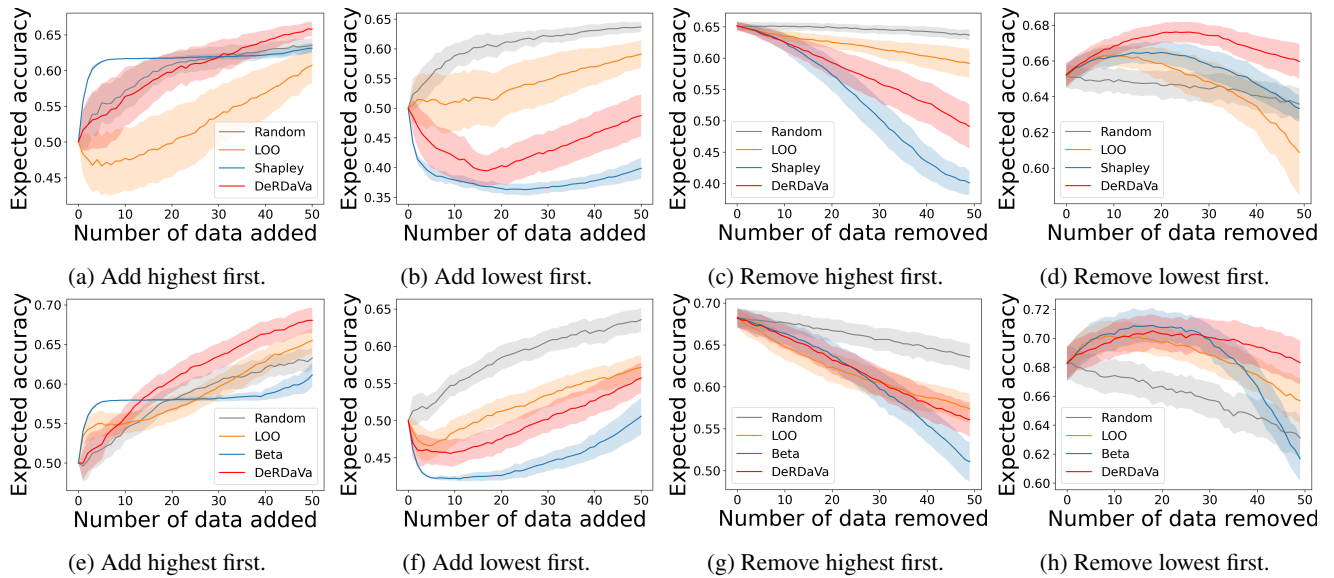 Expected accuracy
0.65
0.60
0.55
0.50
0.45
0 10 20 30 40 50
Number of data added
Random
LOO
Shapley
DeRDaVa
(a) Add highest first.
Expected accuracy
0.65
0.60
0.55
0.50
0.45
0.40
0.35
0 10 20 30 40 50
Number of data added
Random
LOO
Shapley
DeRDaVa
(b) Add lowest first.
Expected accuracy
0.65
0.60
0.55
0.50
0.45
0.40
0 10 20 30 40 50
Number of data removed
Random
LOO
Shapley
DeRDaVa
(c) Remove highest first.
Expected accuracy
0.68
0.66
0.64
0.62
0.60
0 10 20 30 40 50
Number of data removed
Random
LOO
Shapley
DeRDaVa
(d) Remove lowest first.
Expected accuracy
0.70
0.65
0.60
0.55
0.50
0 10 20 30 40 50
Number of data added
Random
LOO
Beta
DeRDaVa
(e) Add highest first.
Expected accuracy
0.65
0.60
0.55
0.50
0.45
0 10 20 30 40 50
Number of data added
Random
LOO
Beta
DeRDaVa
(f) Add lowest first.
Expected accuracy
0.70
0.65
0.60
0.55
0.50
0 10 20 30 40 50
Number of data removed
Random
LOO
Beta
DeRDaVa
(g) Remove highest first.
Expected accuracy
0.72
0.70
0.68
0.66
0.64
0.62
0.60
0 10 20 30 40 50
Number of data removed
Random
LOO
Beta
DeRDaVa
(h) Remove lowest first.